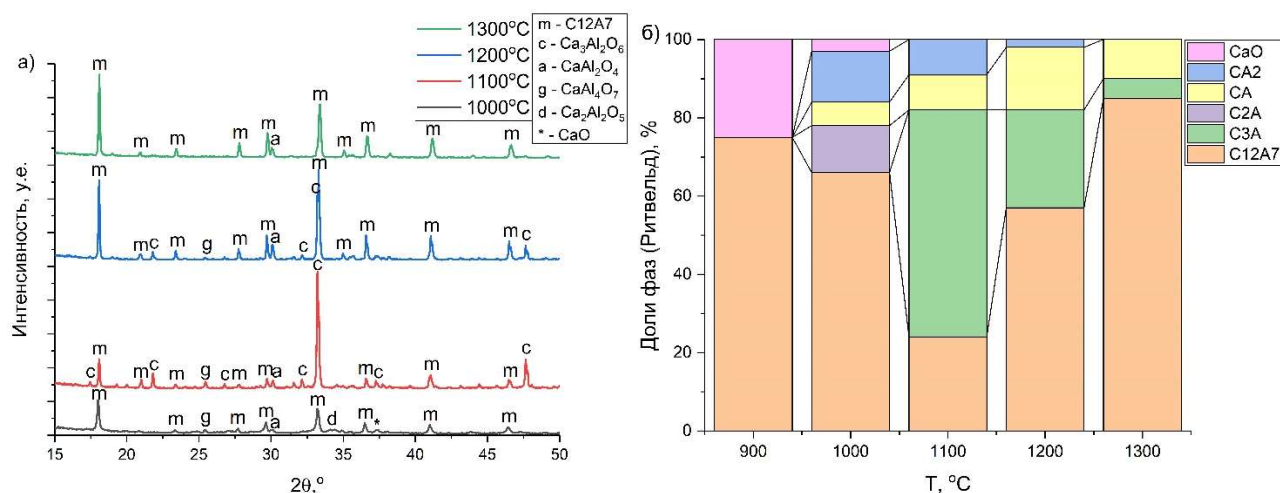 а)
1300°C
1200°C
1100°C
1000°C
m - C12A7
c - Ca₃Al₂O₆
a - CaAl₂O₄
g - CaAl₄O₇
d - Ca₂Al₂O₅
* - CaO
m m m m m a m m m m m
m m c m g m m a c c m m m m c
c m m c m g c m m a c c m c m m c
m m g m m a m d m * m m
Интенсивность, у.е.
15 20 25 30 35 40 45 50
2θ,°
б)
100
80
60
40
20
0
Доли фаз (Ритвельд), %
900 1000 1100 1200 1300
T, °C
CaO
CA2
CA
C2A
C3A
C12A7